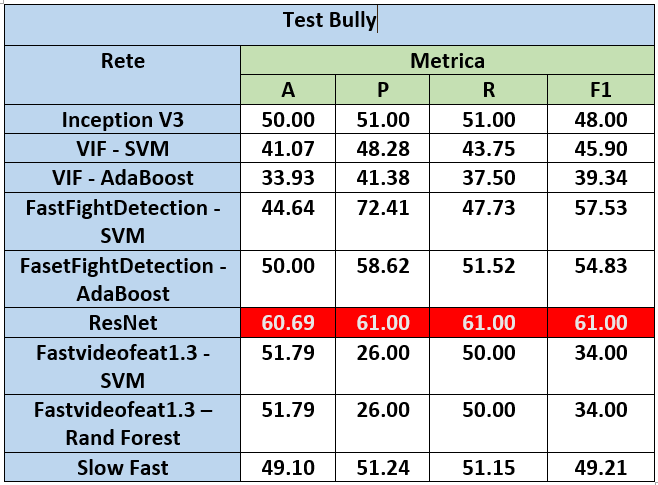 Test Bully
Rete Metrica
A P R F1
Inception V3 50.00 51.00 51.00 48.00
VIF - SVM 41.07 48.28 43.75 45.90
VIF - AdaBoost 33.93 41.38 37.50 39.34
FastFightDetection - 44.64 72.41 47.73 57.53
SVM
FasetFightDetection - 50.00 58.62 51.52 54.83
AdaBoost
ResNet 60.69 61.00 61.00 61.00
Fastvideofeat1.3 - 51.79 26.00 50.00 34.00
SVM
Fastvideofeat1.3 – 51.79 26.00 50.00 34.00
Rand Forest
Slow Fast 49.10 51.24 51.15 49.21